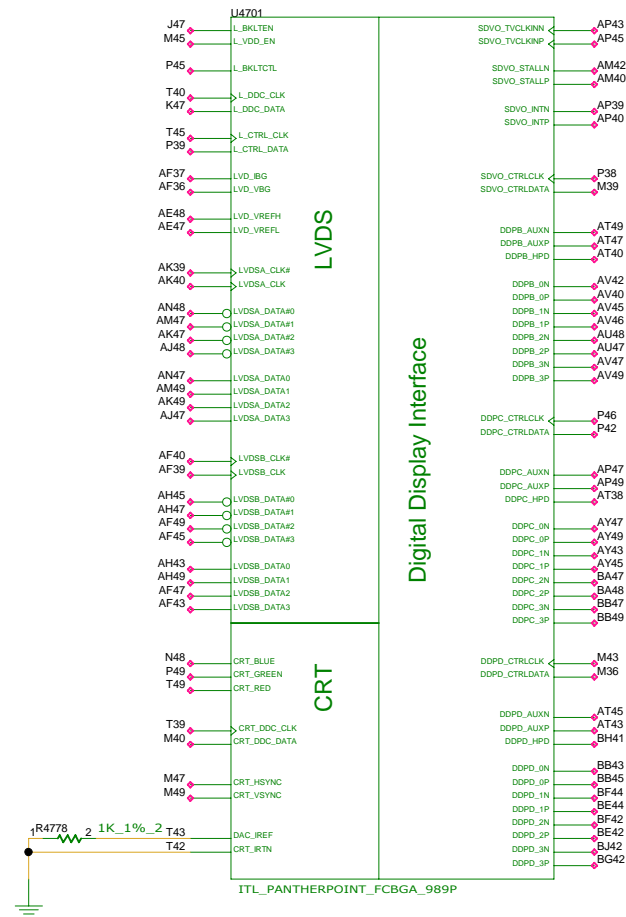 U4701
J47 L_BKLTEN SDVO_TVCLKINN AP43
M45 L_VDD_EN SDVO_TVCLKINP AP45
P45 L_BKLTCTL SDVO_STALLN AM42
SDVO_STALLP AM40
T40 L_DDC_CLK
K47 L_DDC_DATA SDVO_INTN AP39
SDVO_INTP AP40
T45 L_CTRL_CLK
P39 L_CTRL_DATA
AF37 LVD_IBG SDVO_CTRLCLK P38
AF36 LVD_VBG SDVO_CTRLDATA M39
AE48 LVD_VREFH
AE47 LVD_VREFL DDPB_AUXN AT49
DDPB_AUXP AT47
DDPB_HPD AT40
LVDS
AK39 LVDSA_CLK#
AK40 LVDSA_CLK DDPB_0N AV42
DDPB_0P AV40
AN48 LVDSA_DATA#0 DDPB_1N AV45
AM47 LVDSA_DATA#1 DDPB_1P AV46
AK47 LVDSA_DATA#2 DDPB_2N AU48
AJ48 LVDSA_DATA#3 DDPB_2P AU47
DDPB_3N AV47
AN47 LVDSA_DATA0 DDPB_3P AV49
AM49 LVDSA_DATA1
AK49 LVDSA_DATA2
AJ47 LVDSA_DATA3 DDPC_CTRLCLK P46
DDPC_CTRLDATA P42
Digital Display Interface
AF40 LVDSB_CLK#
AF39 LVDSB_CLK DDPC_AUXN AP47
DDPC_AUXP AP49
AH45 LVDSB_DATA#0 DDPC_HPD AT38
AH47 LVDSB_DATA#1
AF49 LVDSB_DATA#2 DDPC_0N AY47
AF45 LVDSB_DATA#3 DDPC_0P AY49
DDPC_1N AY43
AH43 LVDSB_DATA0 DDPC_1P AY45
AH49 LVDSB_DATA1 DDPC_2N BA47
AF47 LVDSB_DATA2 DDPC_2P BA48
AF43 LVDSB_DATA3 DDPC_3N BB47
DDPC_3P BB49
CRT
N48 CRT_BLUE DDPD_CTRLCLK M43
P49 CRT_GREEN DDPD_CTRLDATA M36
T49 CRT_RED
DDPD_AUXN AT45
T39 CRT_DDC_CLK DDPD_AUXP AT43
M40 CRT_DDC_DATA DDPD_HPD BH41
DDPD_0N BB43
M47 CRT_HSYNC DDPD_0P BB45
M49 CRT_VSYNC DDPD_1N BF44
DDPD_1P BE44
DDPD_2N BF42
1 R4778 2 1K_1%_2 T43 DAC_IREF DDPD_2P BE42
T42 CRT_IRTN DDPD_3N BJ42
DDPD_3P BG42
ITL_PANTHERPOINT_FCBGA_989P